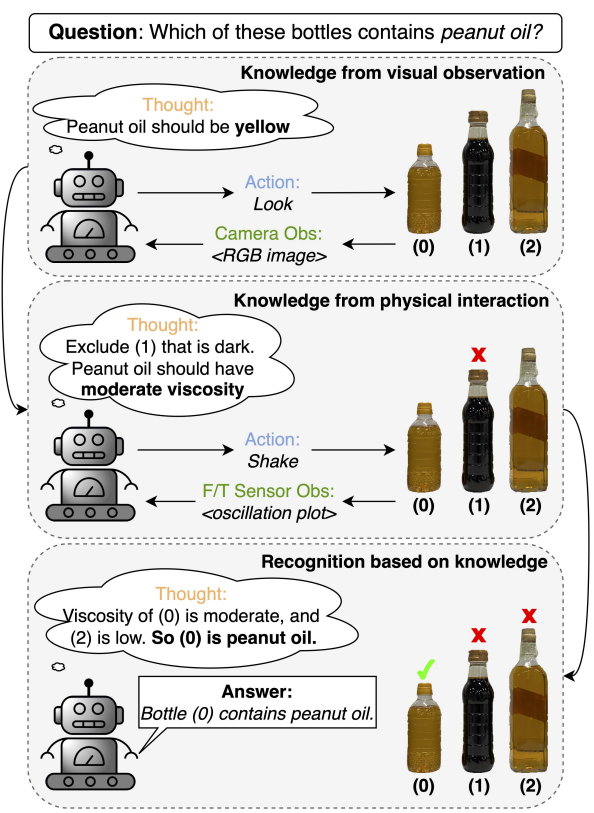 Question: Which of these bottles contains peanut oil?
Knowledge from visual observation
Thought:
Peanut oil should be yellow
Action:
Look
Camera Obs:
<RGB image>
(0)
(1)
(2)
Knowledge from physical interaction
Thought:
Exclude (1) that is dark.
Peanut oil should have
moderate viscosity
x
Action:
Shake
F/T Sensor Obs:
<oscillation plot>
(0)
(1)
(2)
Recognition based on knowledge
Thought:
Viscosity of (0) is moderate, and
(2) is low. So (0) is peanut oil.
x
x
✓
Answer:
Bottle (0) contains peanut oil.
(0)
(1)
(2)